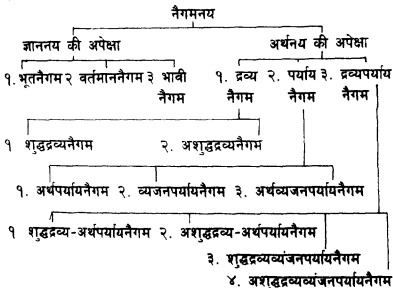 नैगमनय
ज्ञाननय की अपेक्षा अर्थनय की अपेक्षा
१. भूतनैगम २ वर्तमाननैगम ३ भावी १. द्रव्य २. पर्याय ३. द्रव्यपर्याय
नैगम नैगम नैगम नैगम
१ शुद्धद्रव्यनैगम २. अशुद्धद्रव्यनैगम
१. अर्थपर्यायनैगम २. व्यजनपर्यायनैगम ३. अर्थव्यजनपर्यायनैगम
१ शुद्धद्रव्य-अर्थपर्यायनैगम २. अशुद्धद्रव्य-अर्थपर्यायनैगम
३. शुद्धद्रव्यव्यंजनपर्यायनैगम
४. अशुद्धद्रव्यव्यंजनपर्यायनैगम